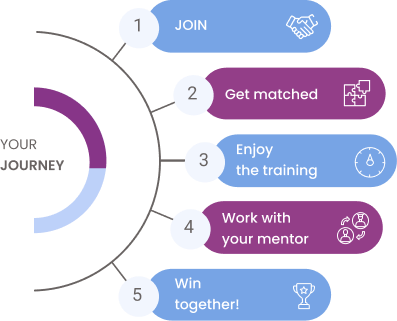 YOUR
JOURNEY
1
JOIN
2
Get matched
3
Enjoy
the training
4
Work with
your mentor
5
Win
together!